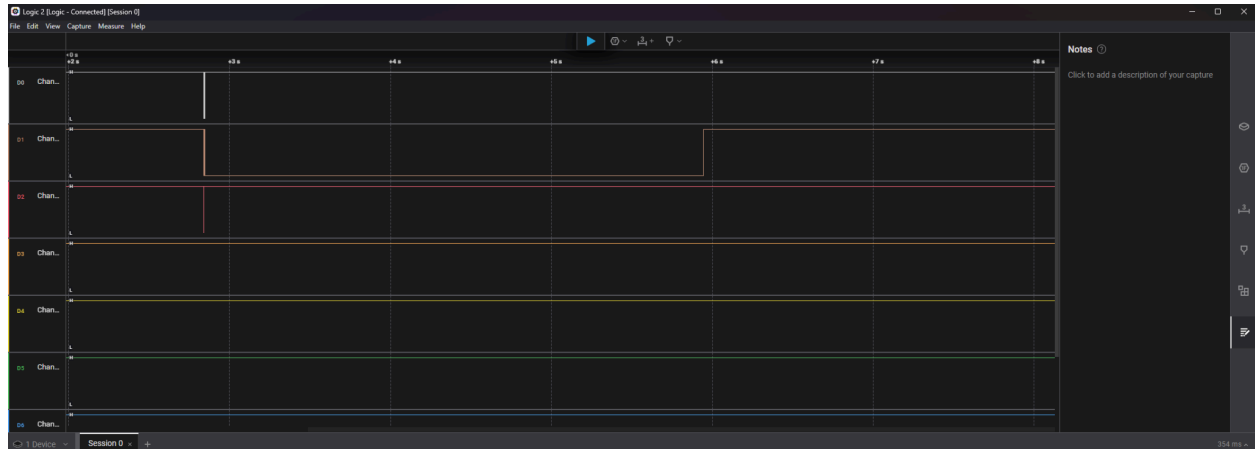 Logic 2 [Logic - Connected] [Session 0]
File Edit View Capture Measure Help
+0 s
+2 s +3 s +4 s +5 s +6 s +7 s +8 s
Notes
Click to add a description of your capture
H
D0 Chan...
L
H
D1 Chan...
L
H
D2 Chan...
L
H
D3 Chan...
L
H
D4 Chan...
L
H
D5 Chan...
L
H
D6 Chan...
1 Device Session 0 × + 354 ms